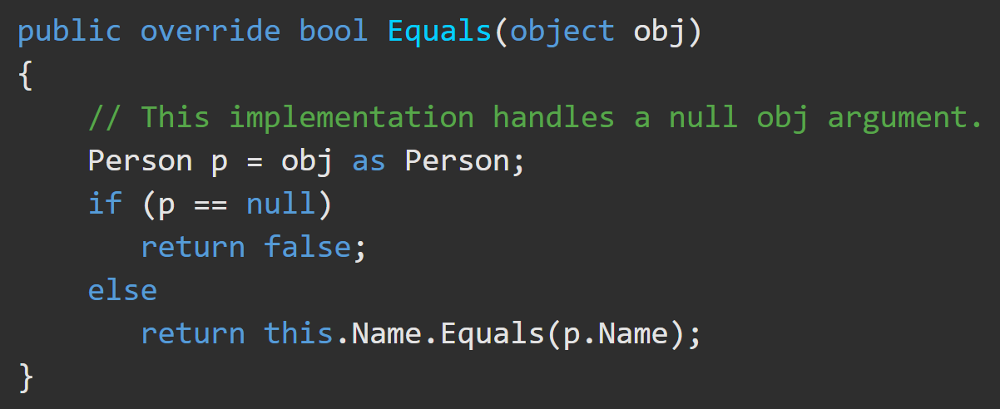 public override bool Equals(object obj)
{
    // This implementation handles a null obj argument.
    Person p = obj as Person;
    if (p == null)
       return false;
    else
       return this.Name.Equals(p.Name);
}